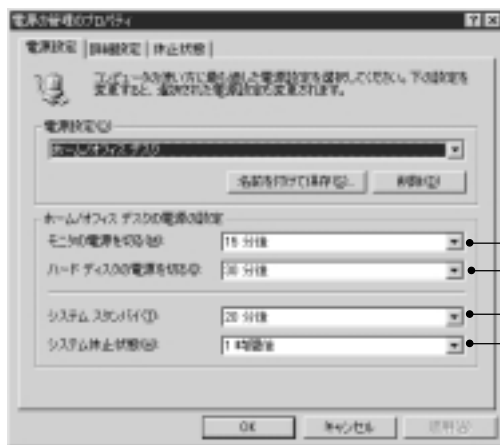 電源の管理のプロパティ
電源設定 詳細設定 休止状態
コンピュータの使い方に最も適した電源設定を選択してください。下の設定を
変更すると、選択された電源設定も変更されます。
電源設定(C)
ホーム/オフィス デスク
名前を付けて保存(S)... 削除(D)
ホーム/オフィス デスクの電源の設定
モニタの電源を切る(M): 15 分後
ハード ディスクの電源を切る(I): 30 分後
システム スタンバイ(T): 20 分後
システム休止状態(H): 1 時間後
OK キャンセル 適用(A)